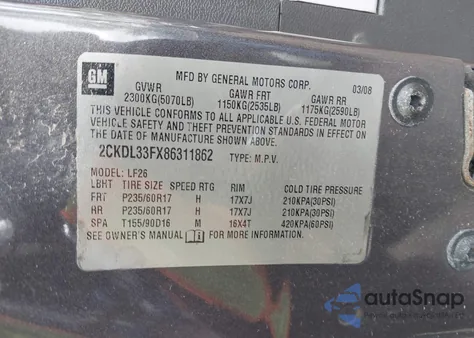 GM
MFD BY GENERAL MOTORS CORP. 03/08
GVWR GAWR FRT GAWR RR
2300KG(5070LB) 1150KG(2535LB) 1175KG(2590LB)
THIS VEHICLE CONFORMS TO ALL APPLICABLE U.S. FEDERAL MOTOR
VEHICLE SAFETY AND THEFT PREVENTION STANDARDS IN EFFECT ON
THE DATE OF MANUFACTURE SHOWN ABOVE.
2CKDL33FX86311862 TYPE: M.P.V.
MODEL: LF26
LBHT TIRE SIZE SPEED RTG RIM COLD TIRE PRESSURE
FRT P235/60R17 H 17X7J 210KPA(30PSI)
RR P235/60R17 H 17X7J 210KPA(30PSI)
SPA T155/90D16 M 16X4T 420KPA(60PSI)
SEE OWNER'S MANUAL FOR MORE INFORMATION.
autoSnap